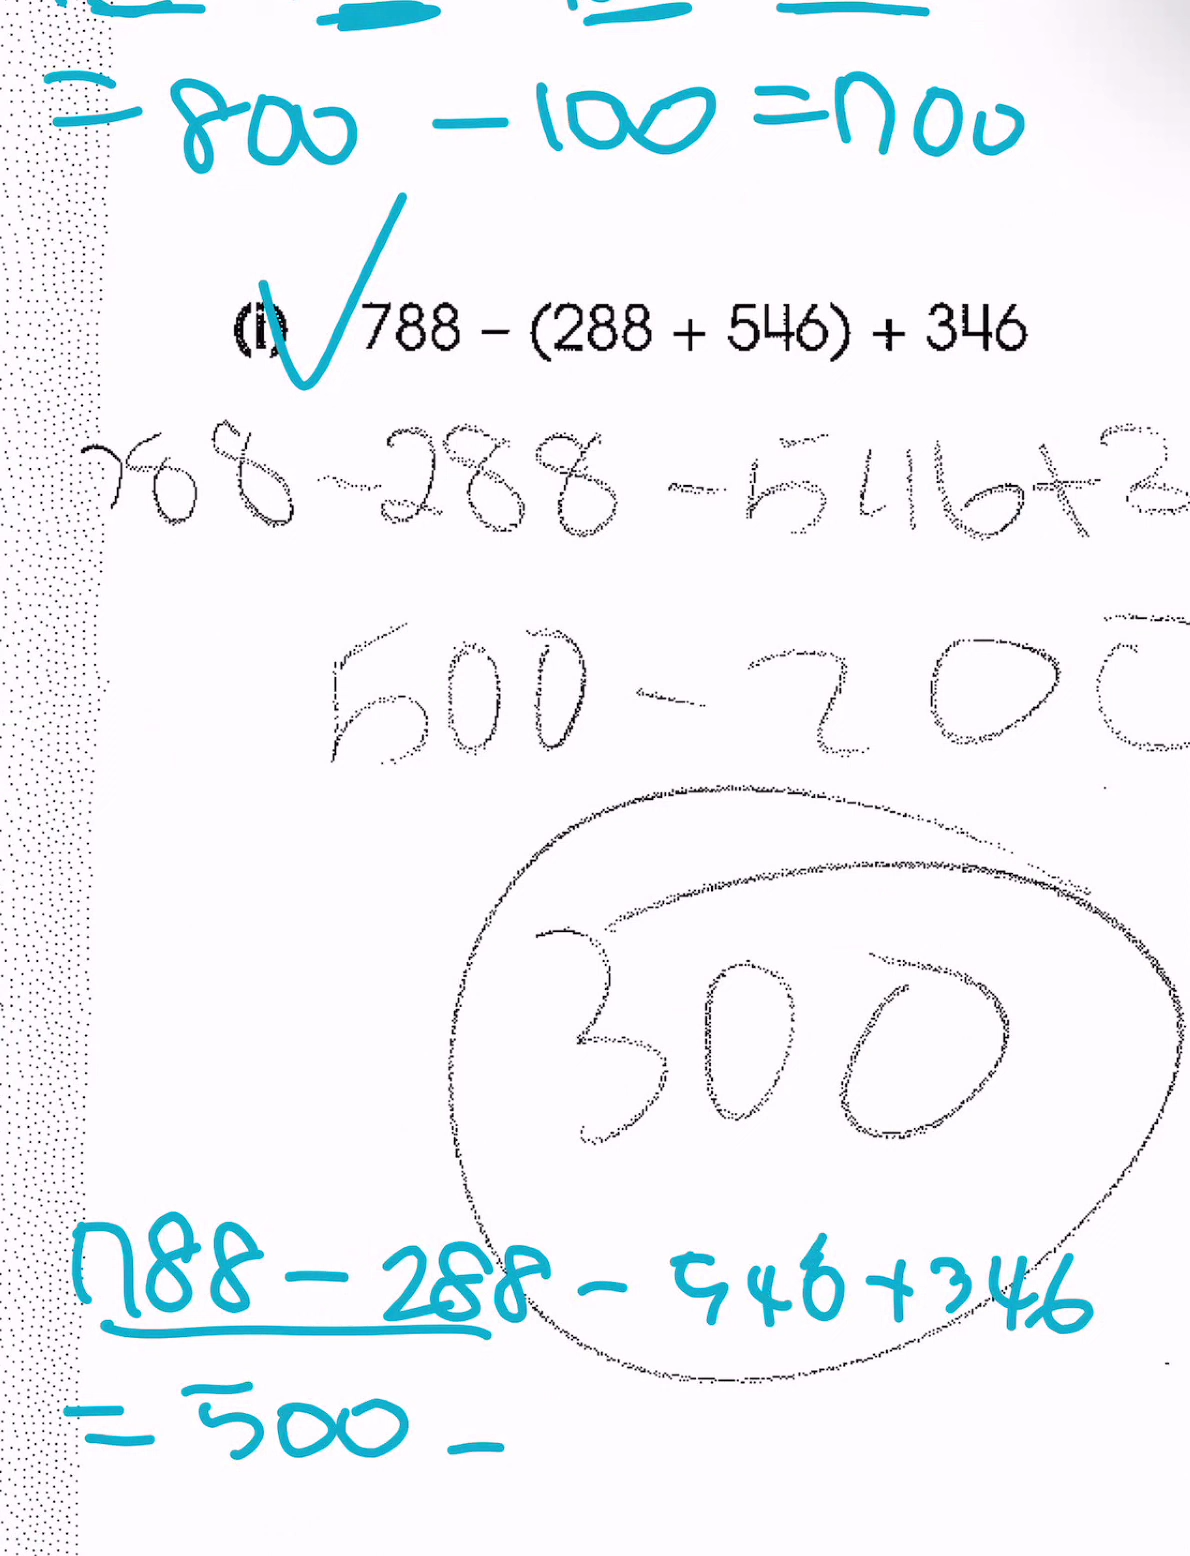 = 800 - 100 = 700
(i) 788 – (288 + 546) + 346
788 - 288 - 546 + 3
500 - 200
300
788 - 288 - 546 + 346
= 500 -